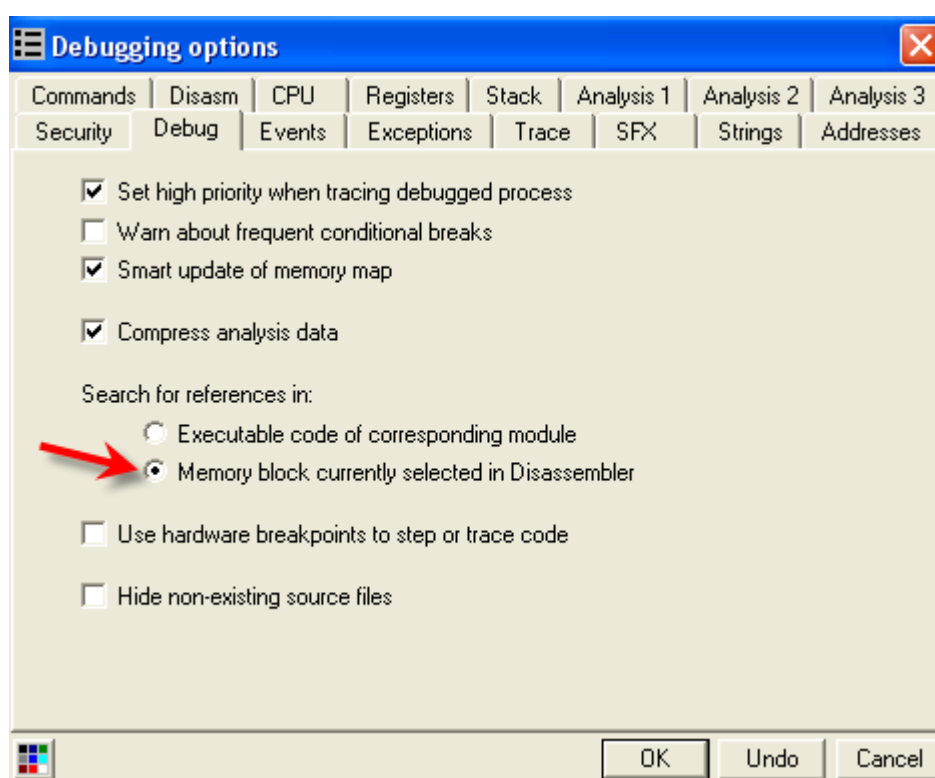 Debugging options
Commands Disasm CPU Registers Stack Analysis 1 Analysis 2 Analysis 3
Security Debug Events Exceptions Trace SFX Strings Addresses
Set high priority when tracing debugged process
Warn about frequent conditional breaks
Smart update of memory map
Compress analysis data
Search for references in:
Executable code of corresponding module
Memory block currently selected in Disassembler
Use hardware breakpoints to step or trace code
Hide non-existing source files
OK Undo Cancel